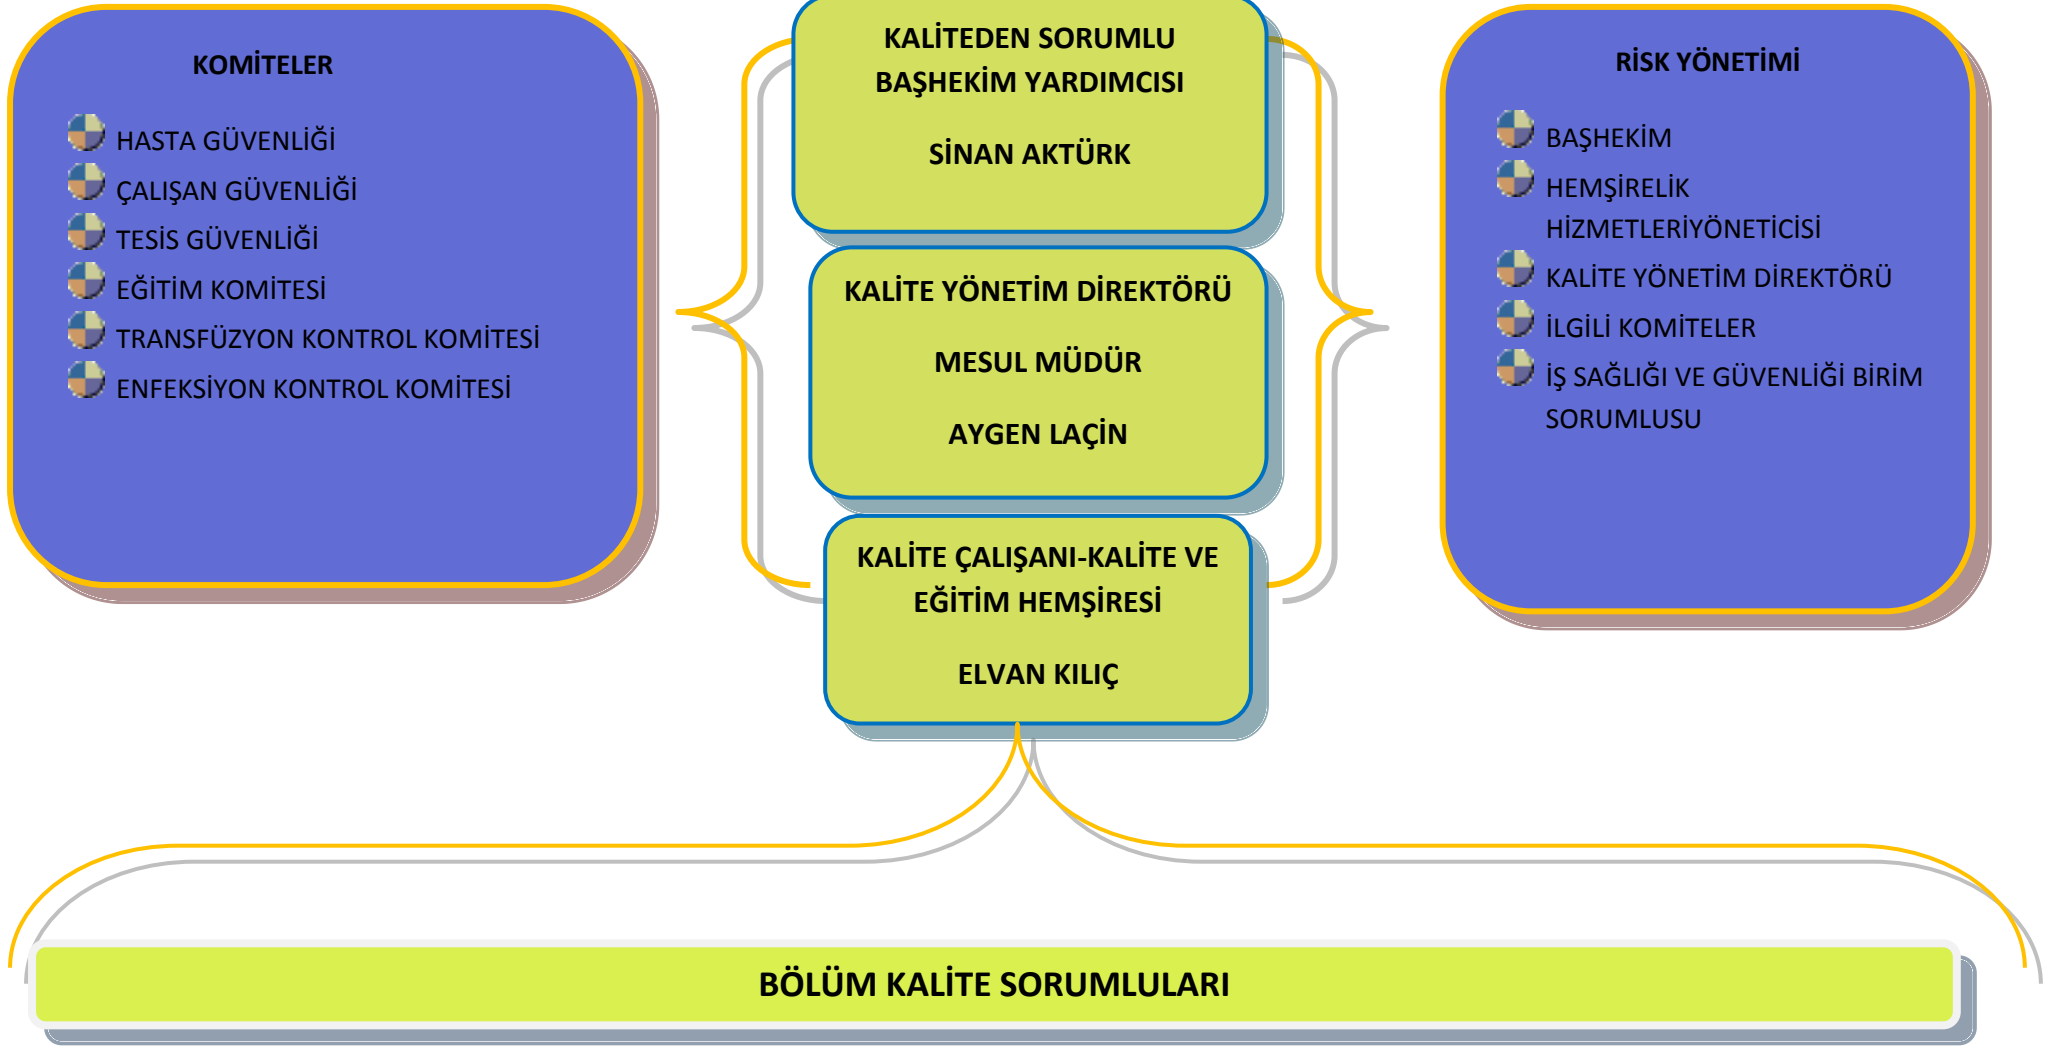 KOMİTELER
HASTA GÜVENLİĞİ
ÇALIŞAN GÜVENLİĞİ
TESİS GÜVENLİĞİ
EĞİTİM KOMİTESİ
TRANSFÜZYON KONTROL KOMİTESİ
ENFEKSİYON KONTROL KOMİTESİ
KALİTEDEN SORUMLU
BAŞHEKİM YARDIMCISI
SİNAN AKTÜRK
KALİTE YÖNETİM DİREKTÖRÜ
MESUL MÜDÜR
AYGEN LAÇİN
KALİTE ÇALIŞANI-KALİTE VE
EĞİTİM HEMŞİRESİ
ELVAN KILIÇ
RİSK YÖNETİMİ
BAŞHEKİM
HEMŞİRELİK
HİZMETLERİYÖNETİCİSİ
KALİTE YÖNETİM DİREKTÖRÜ
İLGİLİ KOMİTELER
İŞ SAĞLIĞI VE GÜVENLİĞİ BİRİM
SORUMLUSU
BÖLÜM KALİTE SORUMLULARI